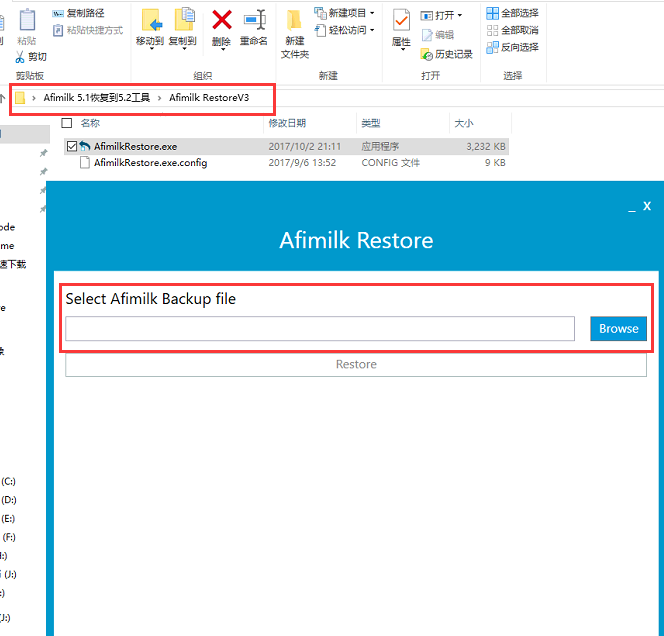 复制路径
粘贴快捷方式
粘贴
剪切
剪贴板
移动到 复制到 删除 重命名
组织
新建
文件夹
新建项目
轻松访问
新建
属性
打开
编辑
历史记录
打开
全部选择
全部取消
反向选择
选择
Afimilk 5.1恢复到5.2工具 › Afimilk RestoreV3
名称 修改日期 类型 大小
AfimilkRestore.exe 2017/10/2 21:11 应用程序 3,232 KB
AfimilkRestore.exe.config 2017/9/6 13:52 CONFIG 文件 9 KB
_ X
Afimilk Restore
Select Afimilk Backup file
Browse
Restore
ode
me
速下载
e
象
(C:)
(D:)
(E:)
(F:)
(J:)
J:)